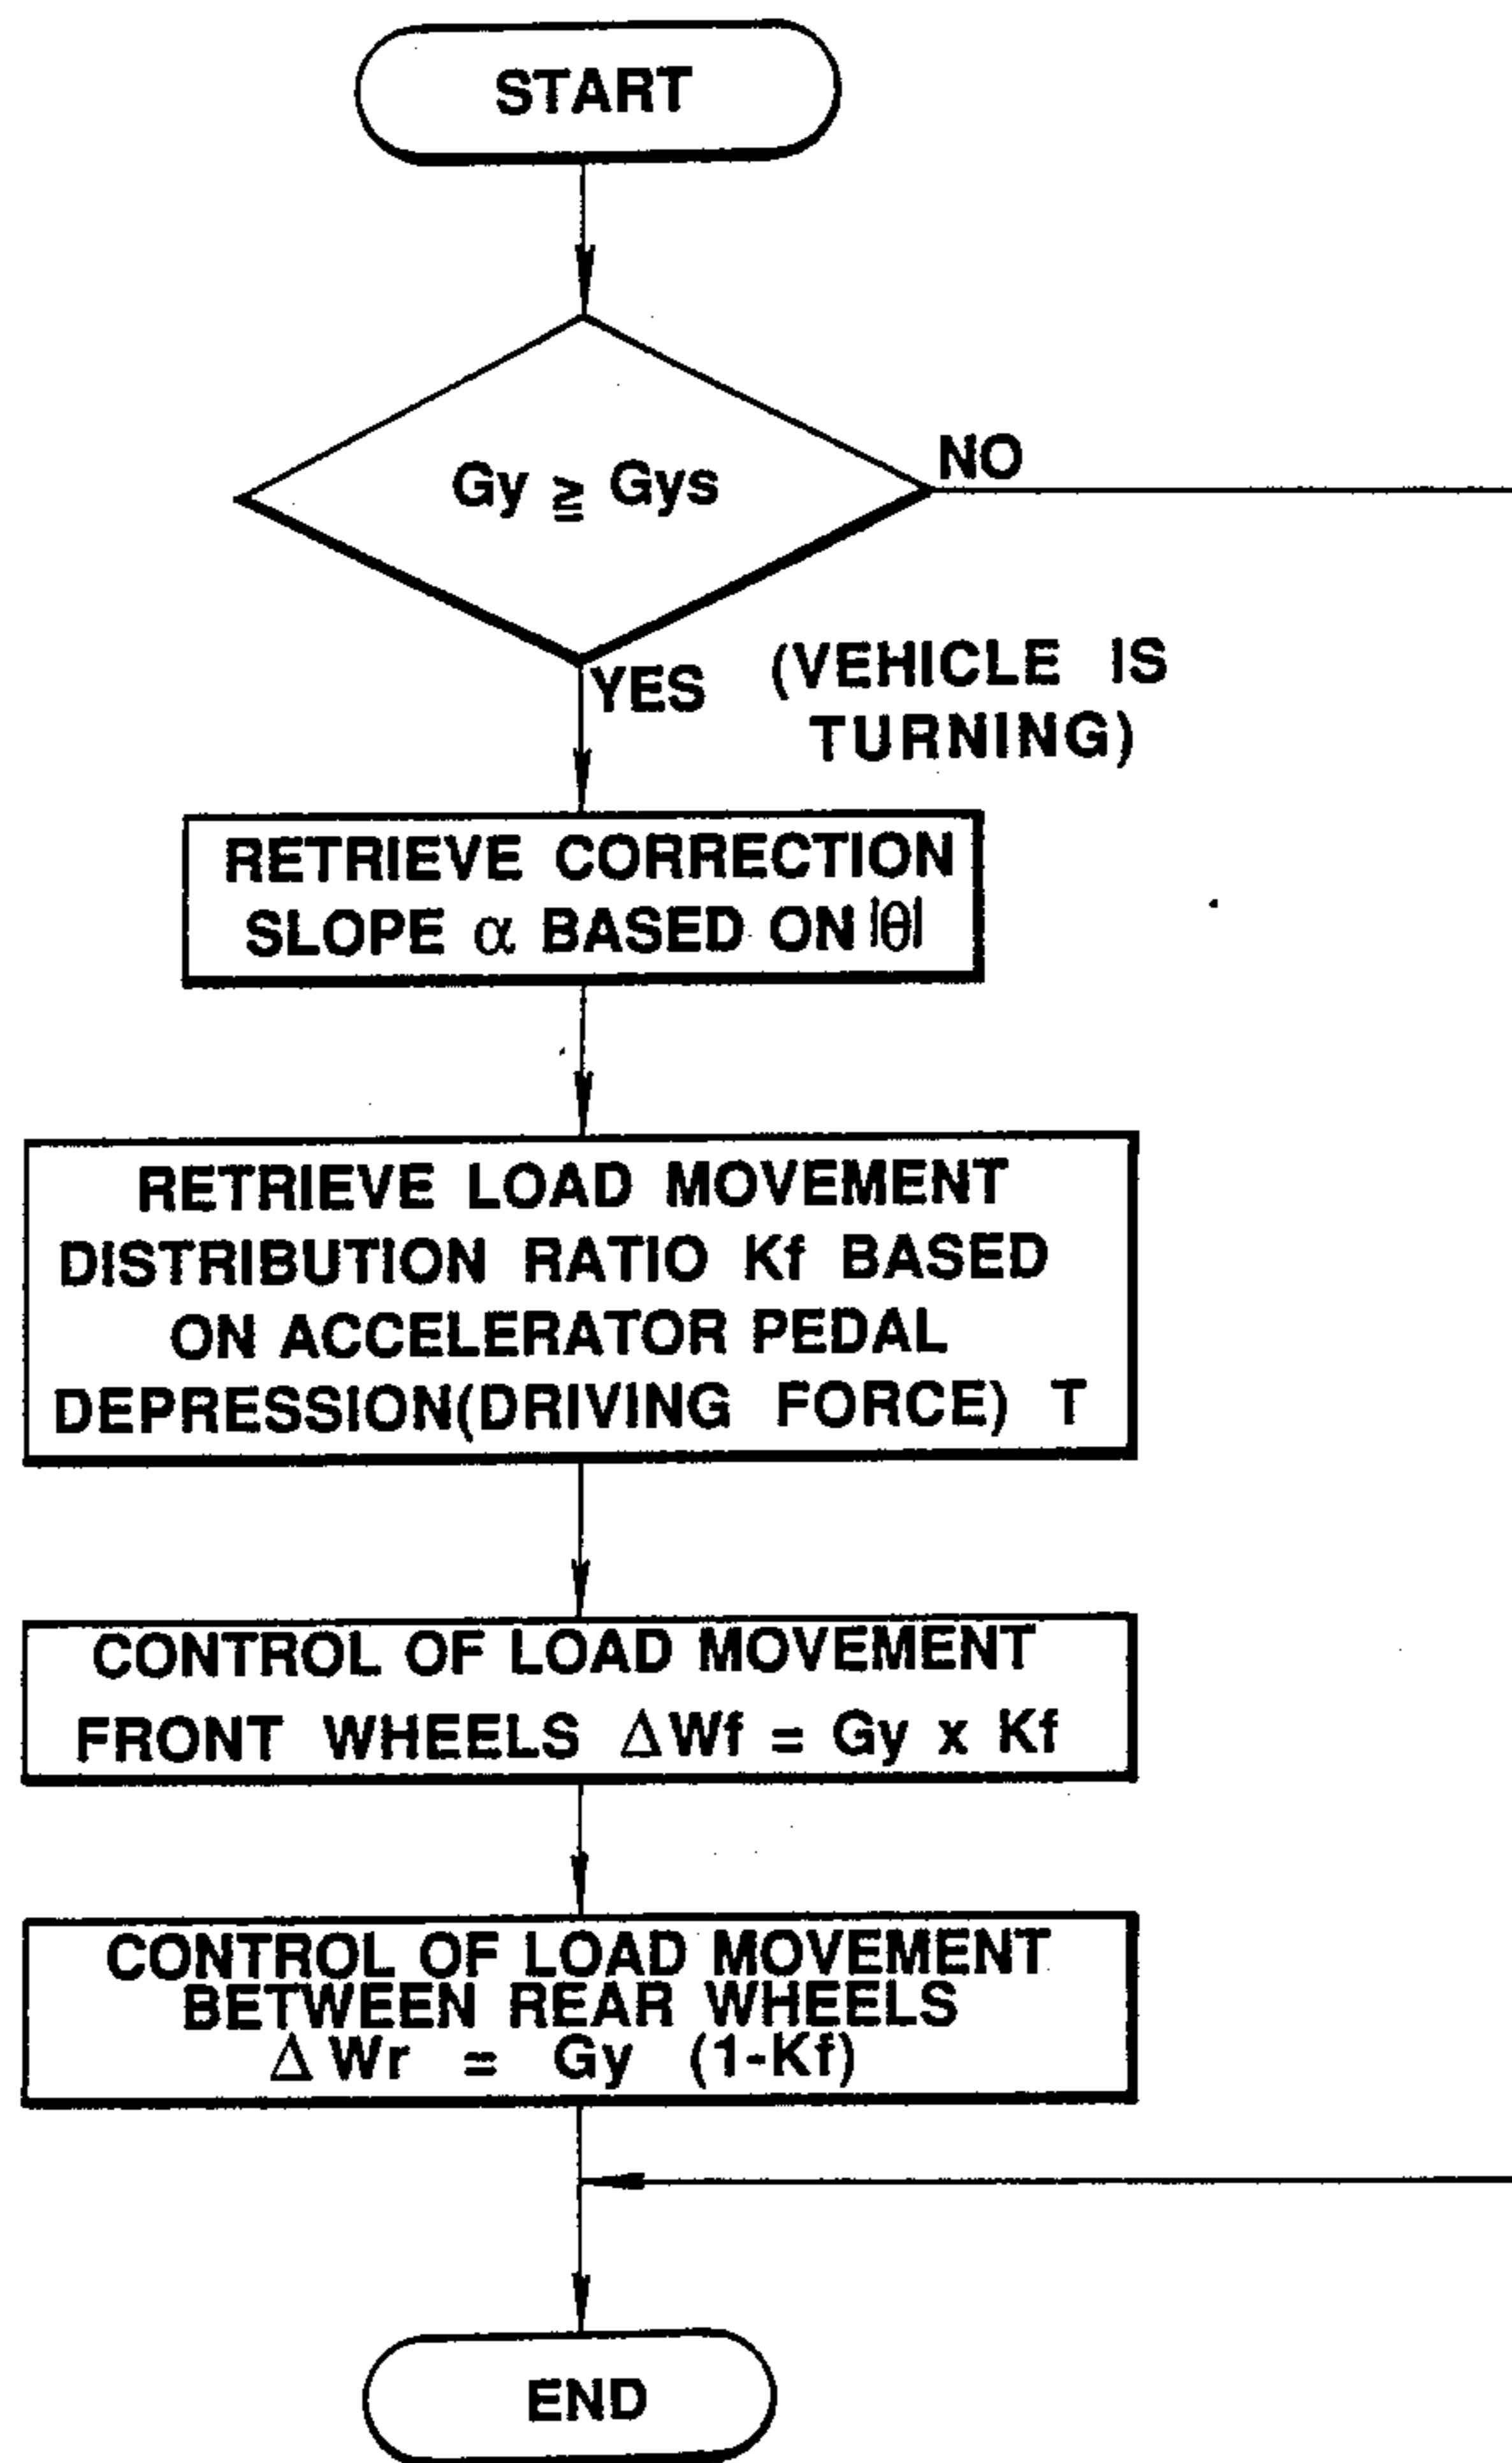 START
Gy ≧ Gys
NO
YES
(VEHICLE IS
TURNING)
RETRIEVE CORRECTION
SLOPE α BASED ON |θ|
RETRIEVE LOAD MOVEMENT
DISTRIBUTION RATIO Kf BASED
ON ACCELERATOR PEDAL
DEPRESSION(DRIVING FORCE) T
CONTROL OF LOAD MOVEMENT
FRONT WHEELS ΔWf = Gy x Kf
CONTROL OF LOAD MOVEMENT
BETWEEN REAR WHEELS
ΔWr = Gy (1-Kf)
END